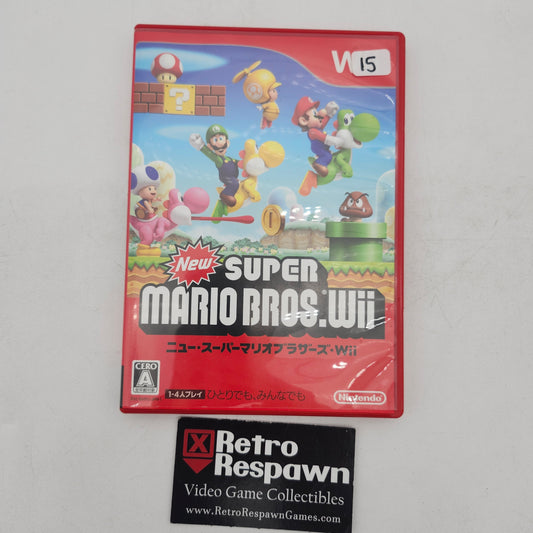 W
15
?
New SUPER
MARIO BROS. Wii
ニュー・スーパーマリオブラザーズ・Wii
CERO
A
1-4人プレイ ひとりでも、みんなでも
Nintendo
Retro
Respawn
Video Game Collectibles
www.RetroRespawnGames.com